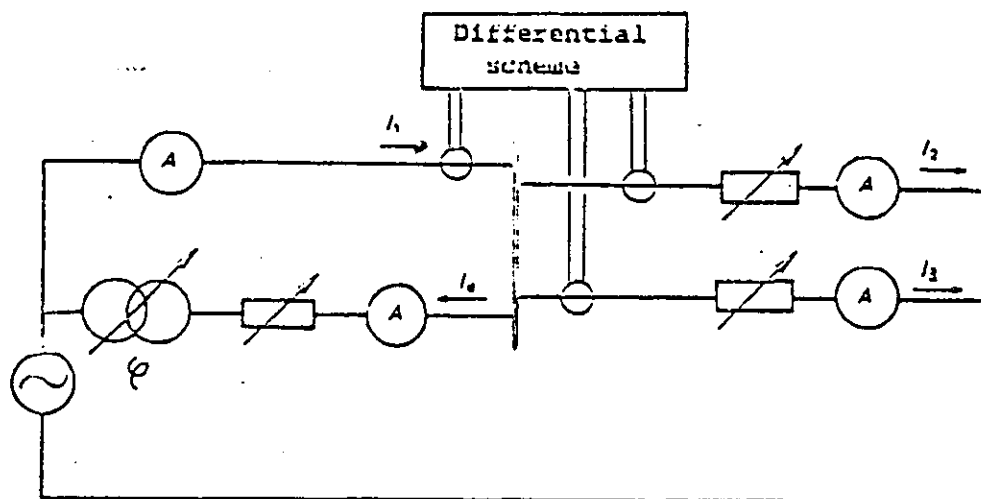 Differential
scheme
I₁
A
I₂
A
I₃
A
A
φ